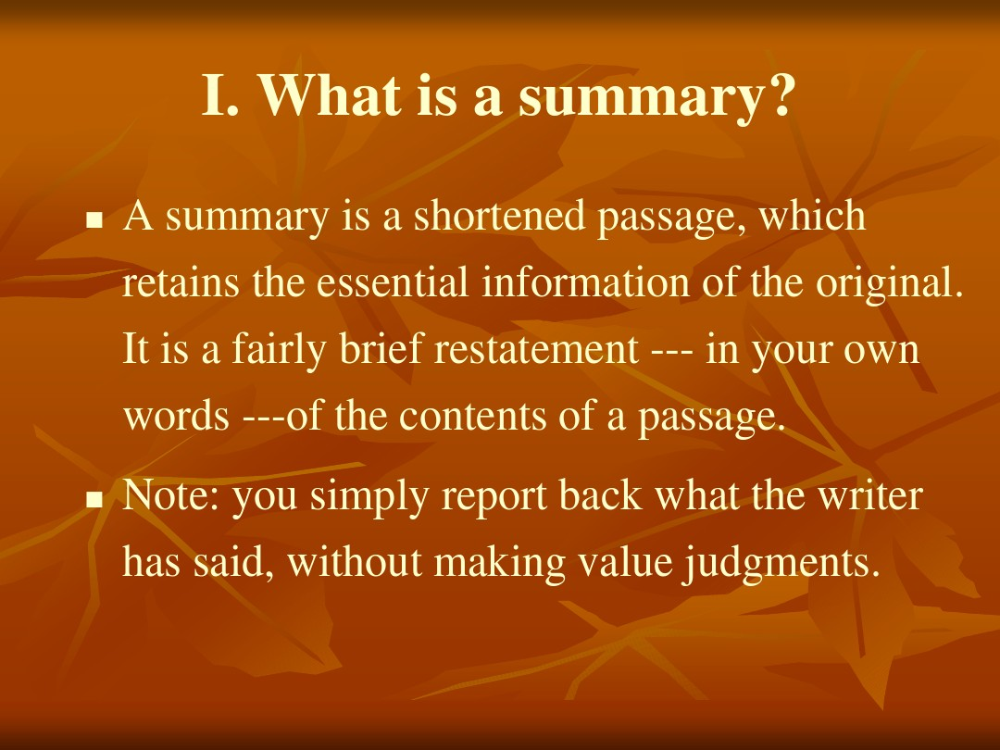 I. What is a summary?
A summary is a shortened passage, which
retains the essential information of the original.
It is a fairly brief restatement --- in your own
words ---of the contents of a passage.
Note: you simply report back what the writer
has said, without making value judgments.